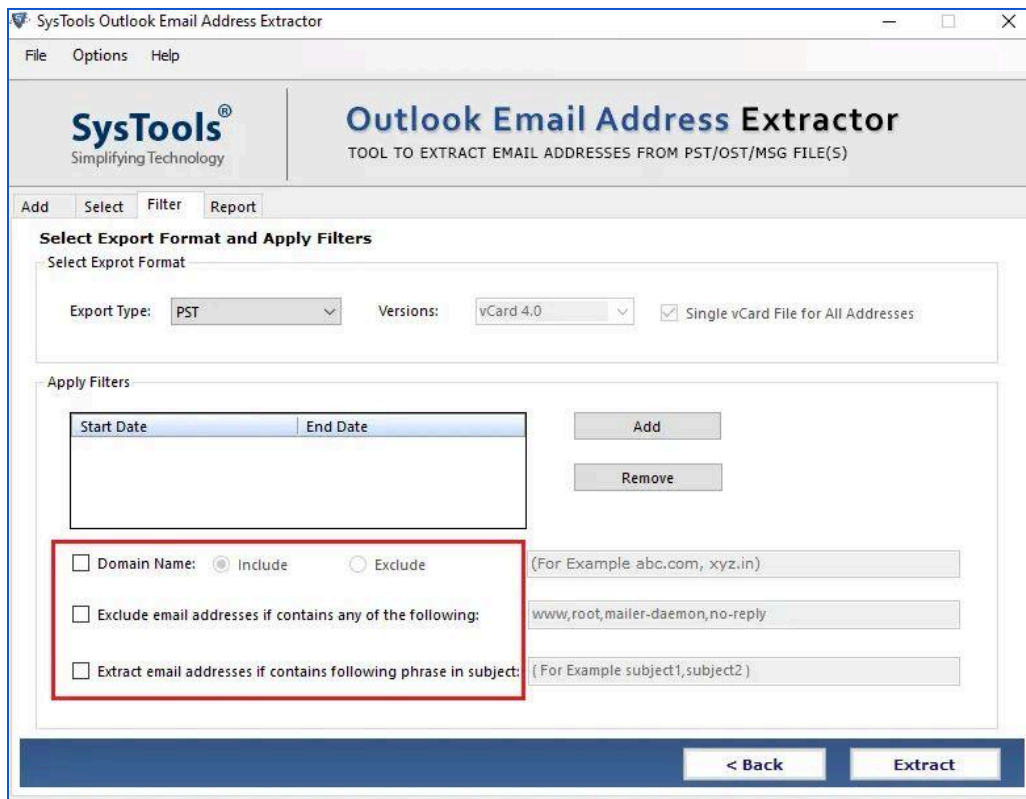 SysTools Outlook Email Address Extractor
File Options Help
SysTools®
Simplifying Technology
Outlook Email Address Extractor
TOOL TO EXTRACT EMAIL ADDRESSES FROM PST/OST/MSG FILE(S)
Add Select Filter Report
Select Export Format and Apply Filters
Select Exprot Format
Export Type: PST Versions: vCard 4.0 Single vCard File for All Addresses
Apply Filters
Start Date End Date
Add
Remove
Domain Name: Include Exclude (For Example abc.com, xyz.in)
Exclude email addresses if contains any of the following: www,root,mailer-daemon,no-reply
Extract email addresses if contains following phrase in subject: ( For Example subject1,subject2 )
< Back Extract